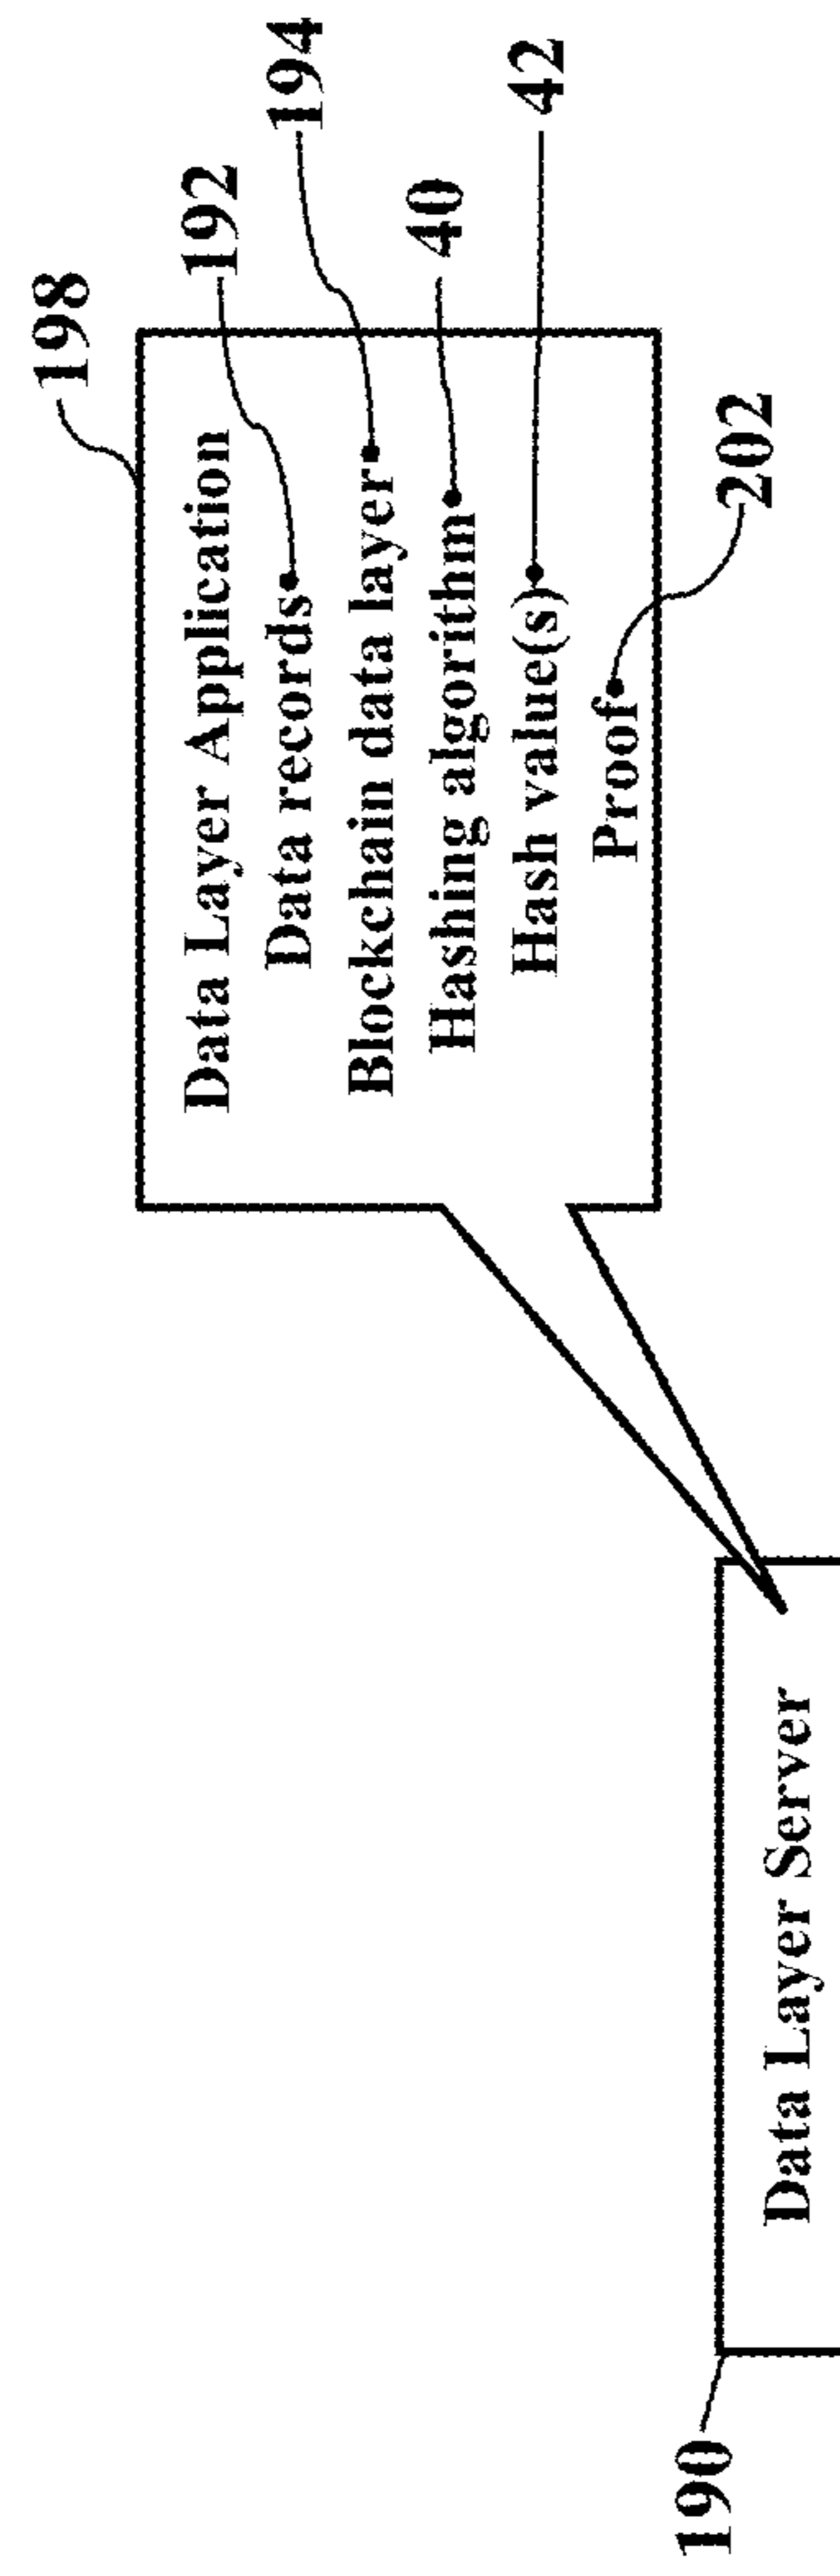 198
Data Layer Application
Data records 192
Blockchain data layer 194
Hashing algorithm 40
Hash value(s) 42
Proof 202
190
Data Layer Server